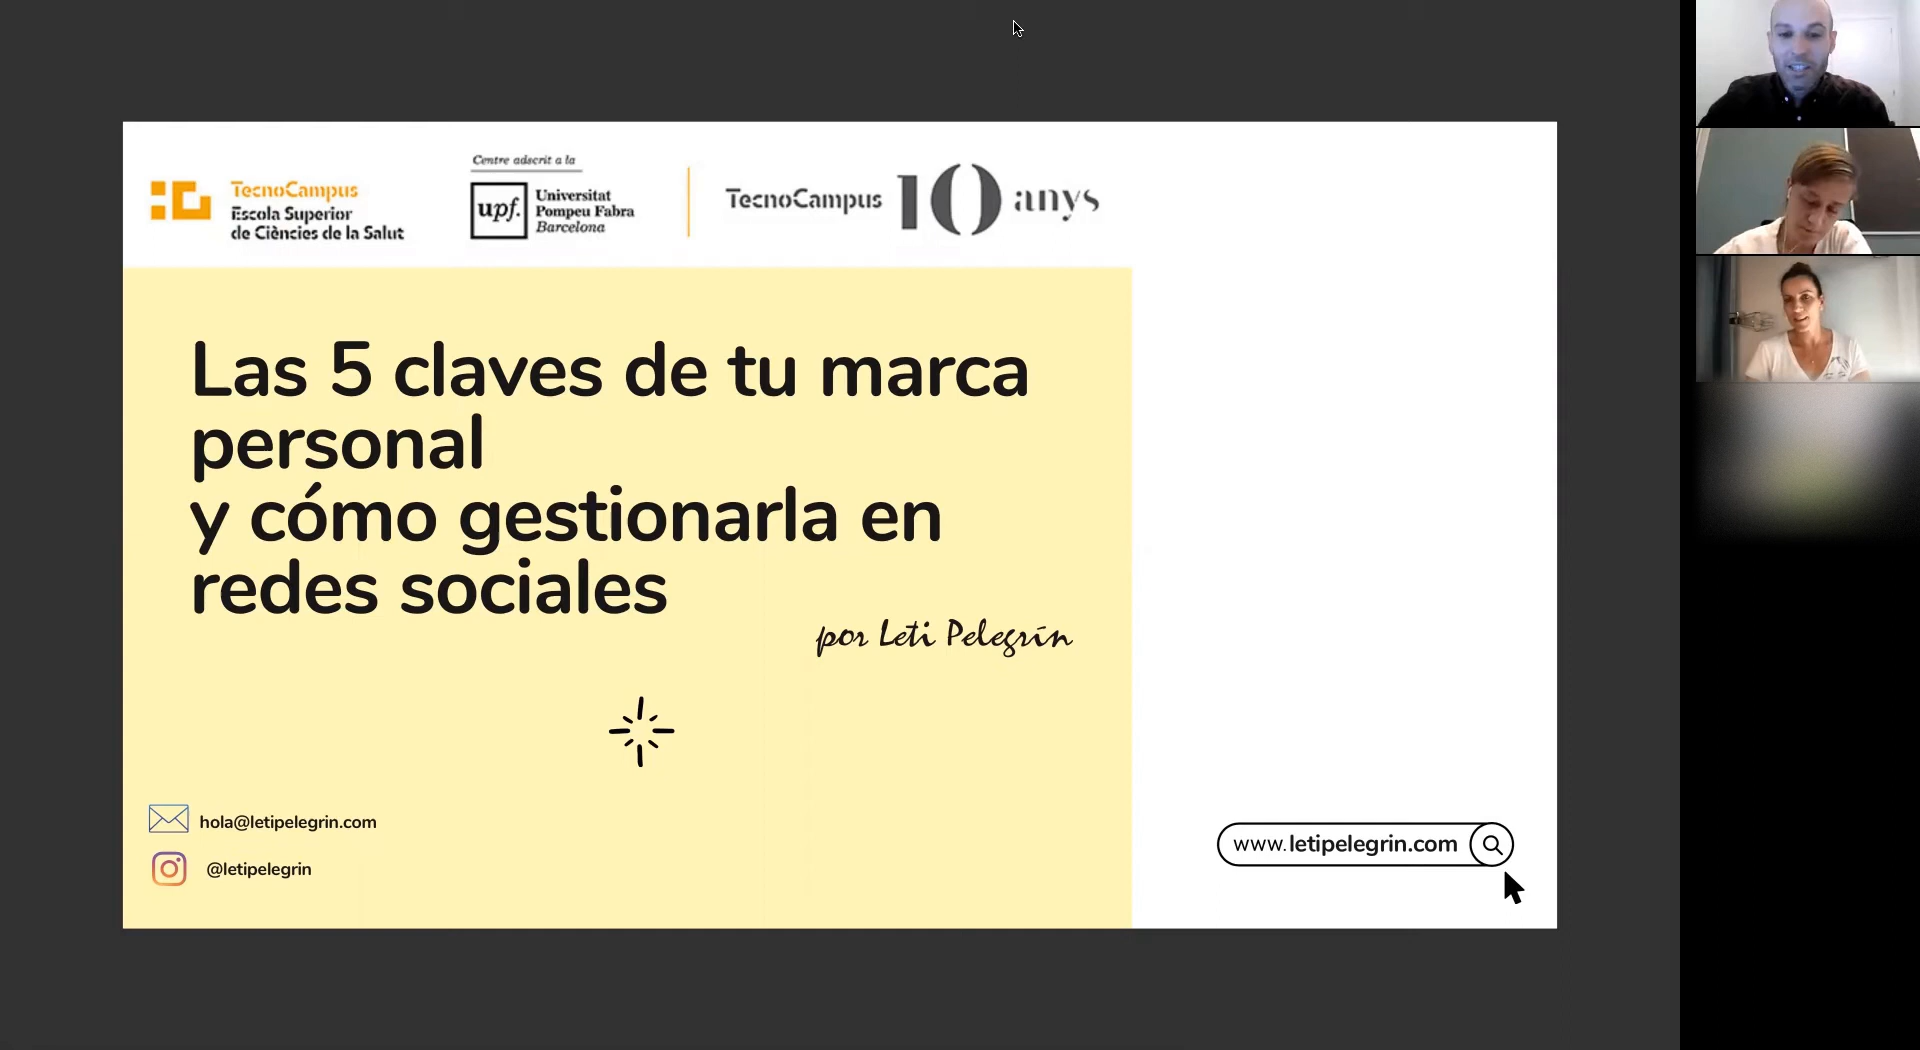 TecnoCampus
Escola Superior
de Ciències de la Salut
Centre adscrit a la
upf.
Universitat
Pompeu Fabra
Barcelona
TecnoCampus 10 anys
Las 5 claves de tu marca
personal
y cómo gestionarla en
redes sociales
por Leti Pelegrín
hola@letipelegrin.com
@letipelegrin
www.letipelegrin.com